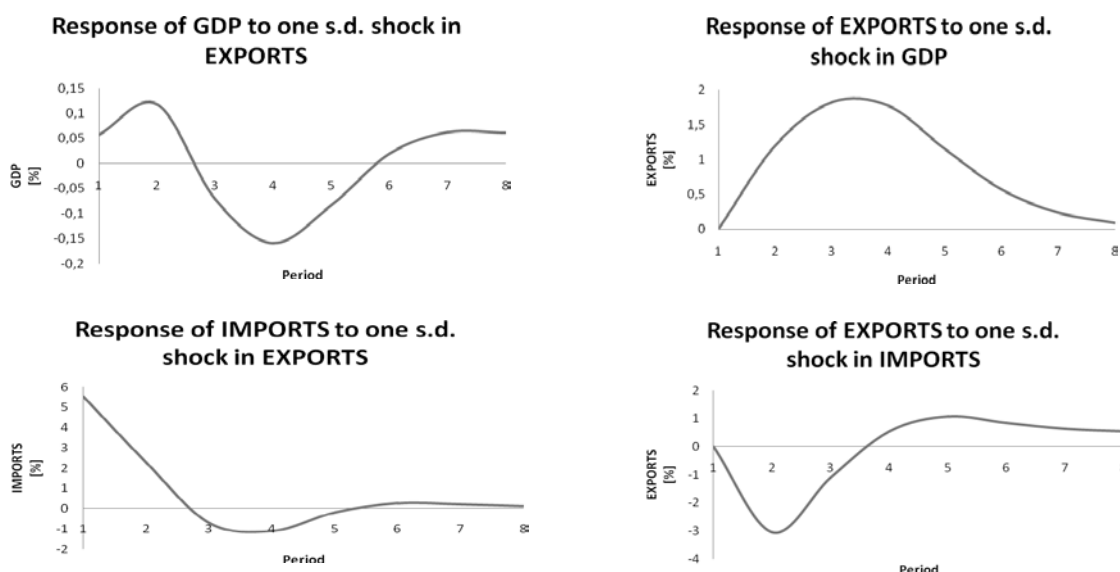 Response of GDP to one s.d. shock in
EXPORTS
0,15
0,1
0,05
0
-0,05
-0,1
-0,15
-0,2
GDP
[%]
1 2 3 4 5 6 7 8
Period
Response of EXPORTS to one s.d.
shock in GDP
2
1,5
1
0,5
0
EXPORTS
[%]
1 2 3 4 5 6 7 8
Period
Response of IMPORTS to one s.d.
shock in EXPORTS
6
5
4
3
2
1
0
-1
-2
IMPORTS
[%]
1 2 3 4 5 6 7 8
Period
Response of EXPORTS to one s.d.
shock in IMPORTS
2
1
0
-1
-2
-3
-4
EXPORTS
[%]
1 2 3 4 5 6 7 8
Period